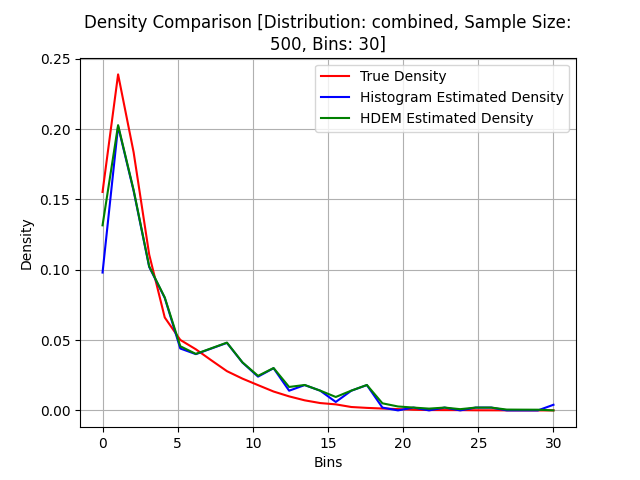 Density Comparison [Distribution: combined, Sample Size:
500, Bins: 30]
True Density
Histogram Estimated Density
HDEM Estimated Density
Density
0.25
0.20
0.15
0.10
0.05
0.00
0 5 10 15 20 25 30
Bins